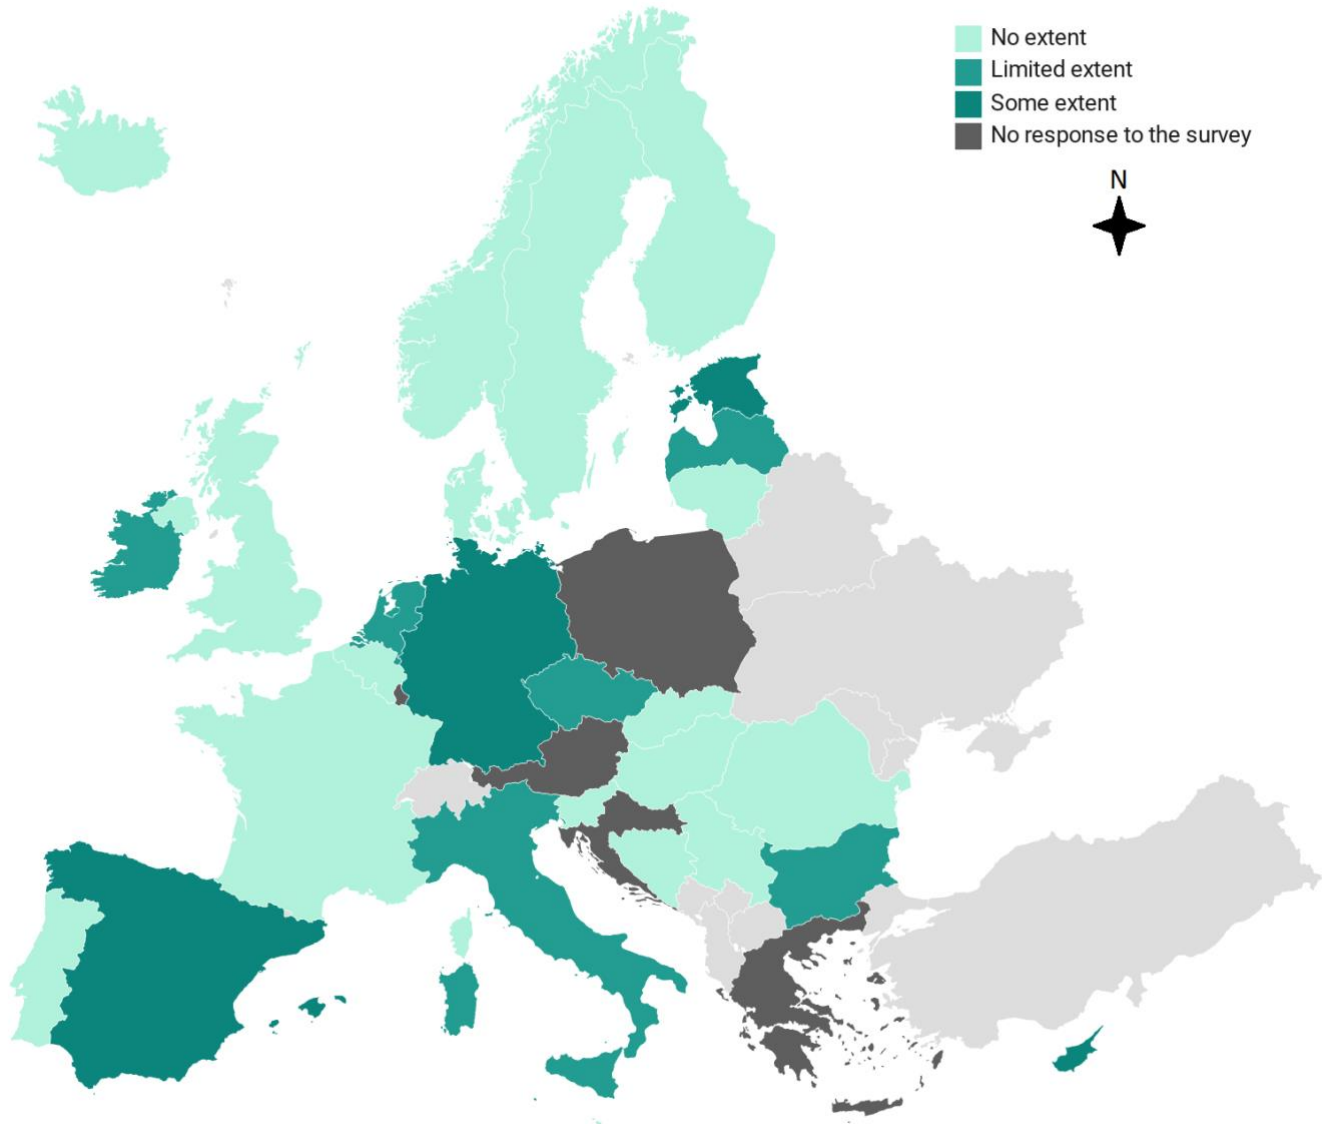 No extent
Limited extent
Some extent
No response to the survey
N